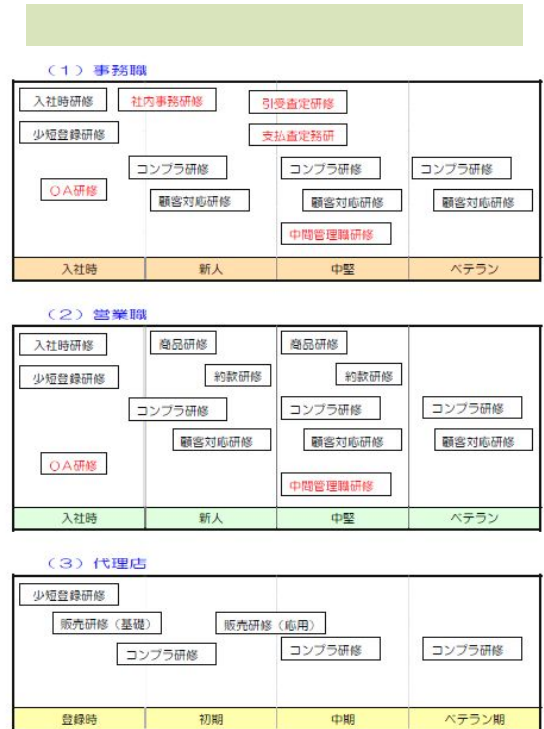 (1)事務職
入社時研修 社内事務研修 引受査定研修
少短登録研修 支払査定務研
コンプラ研修 コンプラ研修 コンプラ研修
OA研修 顧客対応研修 顧客対応研修 顧客対応研修
中間管理職研修
入社時 新人 中堅 ベテラン
(2)営業職
入社時研修 商品研修 商品研修
少短登録研修 約款研修 約款研修
コンプラ研修 コンプラ研修 コンプラ研修
顧客対応研修 顧客対応研修 顧客対応研修
OA研修
中間管理職研修
入社時 新人 中堅 ベテラン
(3)代理店
少短登録研修
販売研修(基礎) 販売研修(応用)
コンプラ研修 コンプラ研修 コンプラ研修
登録時 初期 中期 ベテラン期